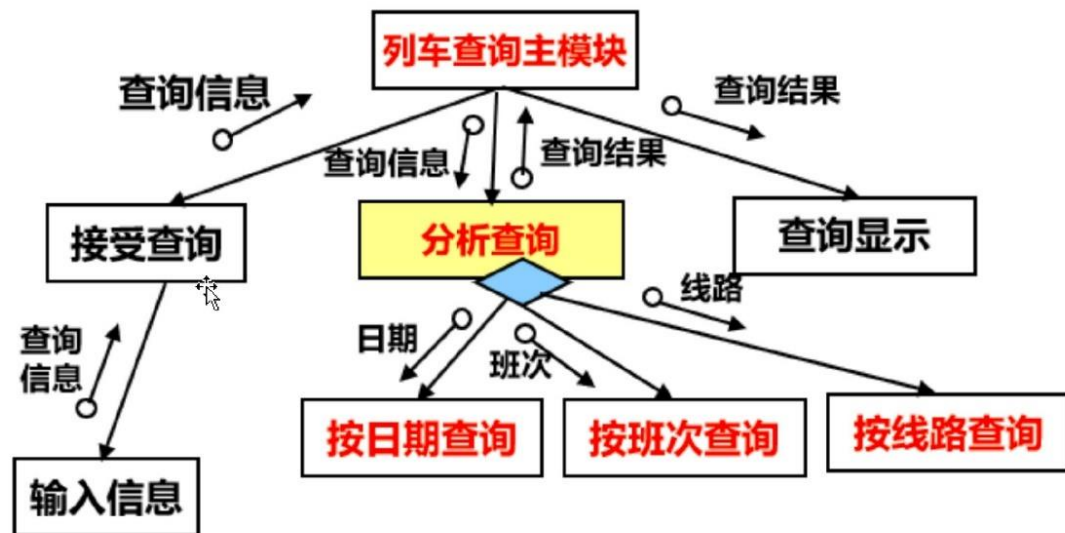 列车查询主模块
查询信息
查询结果
查询信息
查询结果
接受查询
分析查询
查询显示
线路
日期
班次
查询
信息
按日期查询
按班次查询
按线路查询
输入信息